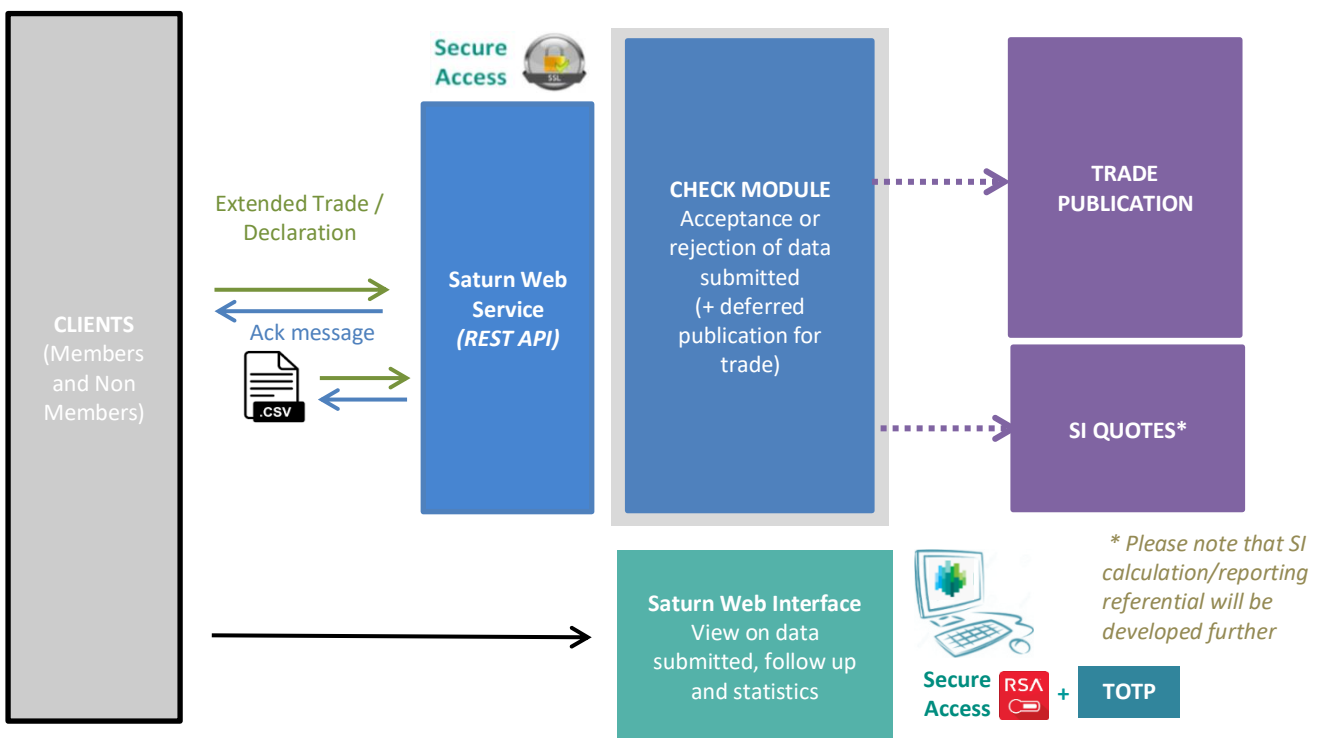 Secure
Access
SSL
CLIENTS
(Members
and Non
Members)
Extended Trade /
Declaration
Ack message
.CSV
Saturn Web
Service
(REST API)
CHECK MODULE
Acceptance or
rejection of data
submitted
(+ deferred
publication for
trade)
TRADE
PUBLICATION
SI QUOTES*
* Please note that SI
calculation/reporting
referential will be
developed further
Saturn Web Interface
View on data
submitted, follow up
and statistics
Secure
Access
RSA
+
TOTP